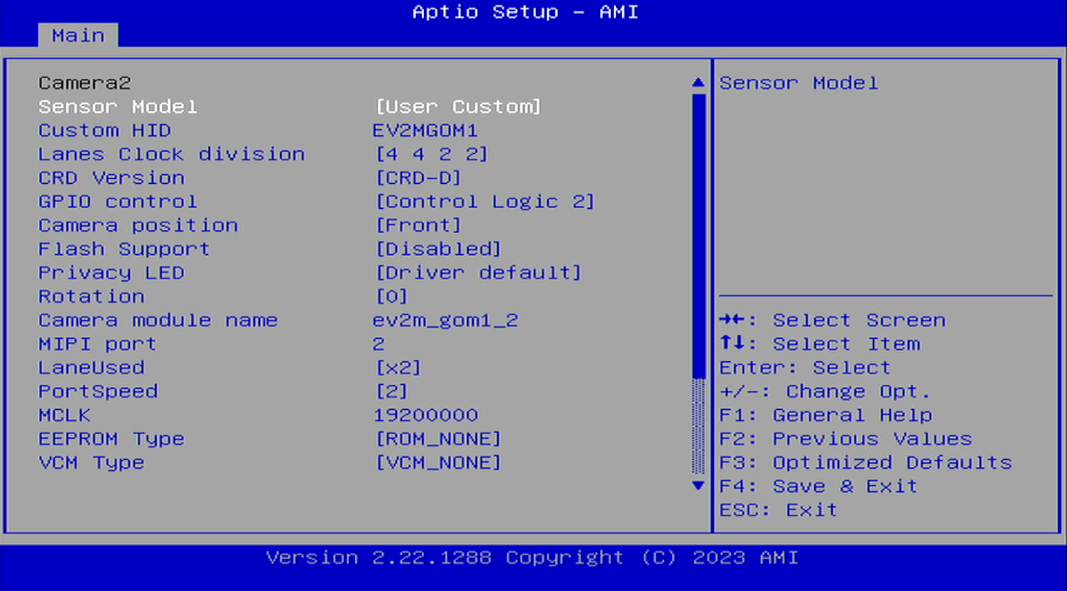 Aptio Setup - AMI
Main
Camera2
Sensor Model [User Custom]
Custom HID EV2MGOM1
Lanes Clock division [4 4 2 2]
CRD Version [CRD-D]
GPIO control [Control Logic 2]
Camera position [Front]
Flash Support [Disabled]
Privacy LED [Driver default]
Rotation [0]
Camera module name ev2m_gom1_2
MIPI port 2
LaneUsed [x2]
PortSpeed [2]
MCLK 19200000
EEPROM Type [ROM_NONE]
VCM Type [VCM_NONE]
Sensor Model
→←: Select Screen
↑↓: Select Item
Enter: Select
+/-: Change Opt.
F1: General Help
F2: Previous Values
F3: Optimized Defaults
F4: Save & Exit
ESC: Exit
Version 2.22.1288 Copyright (C) 2023 AMI